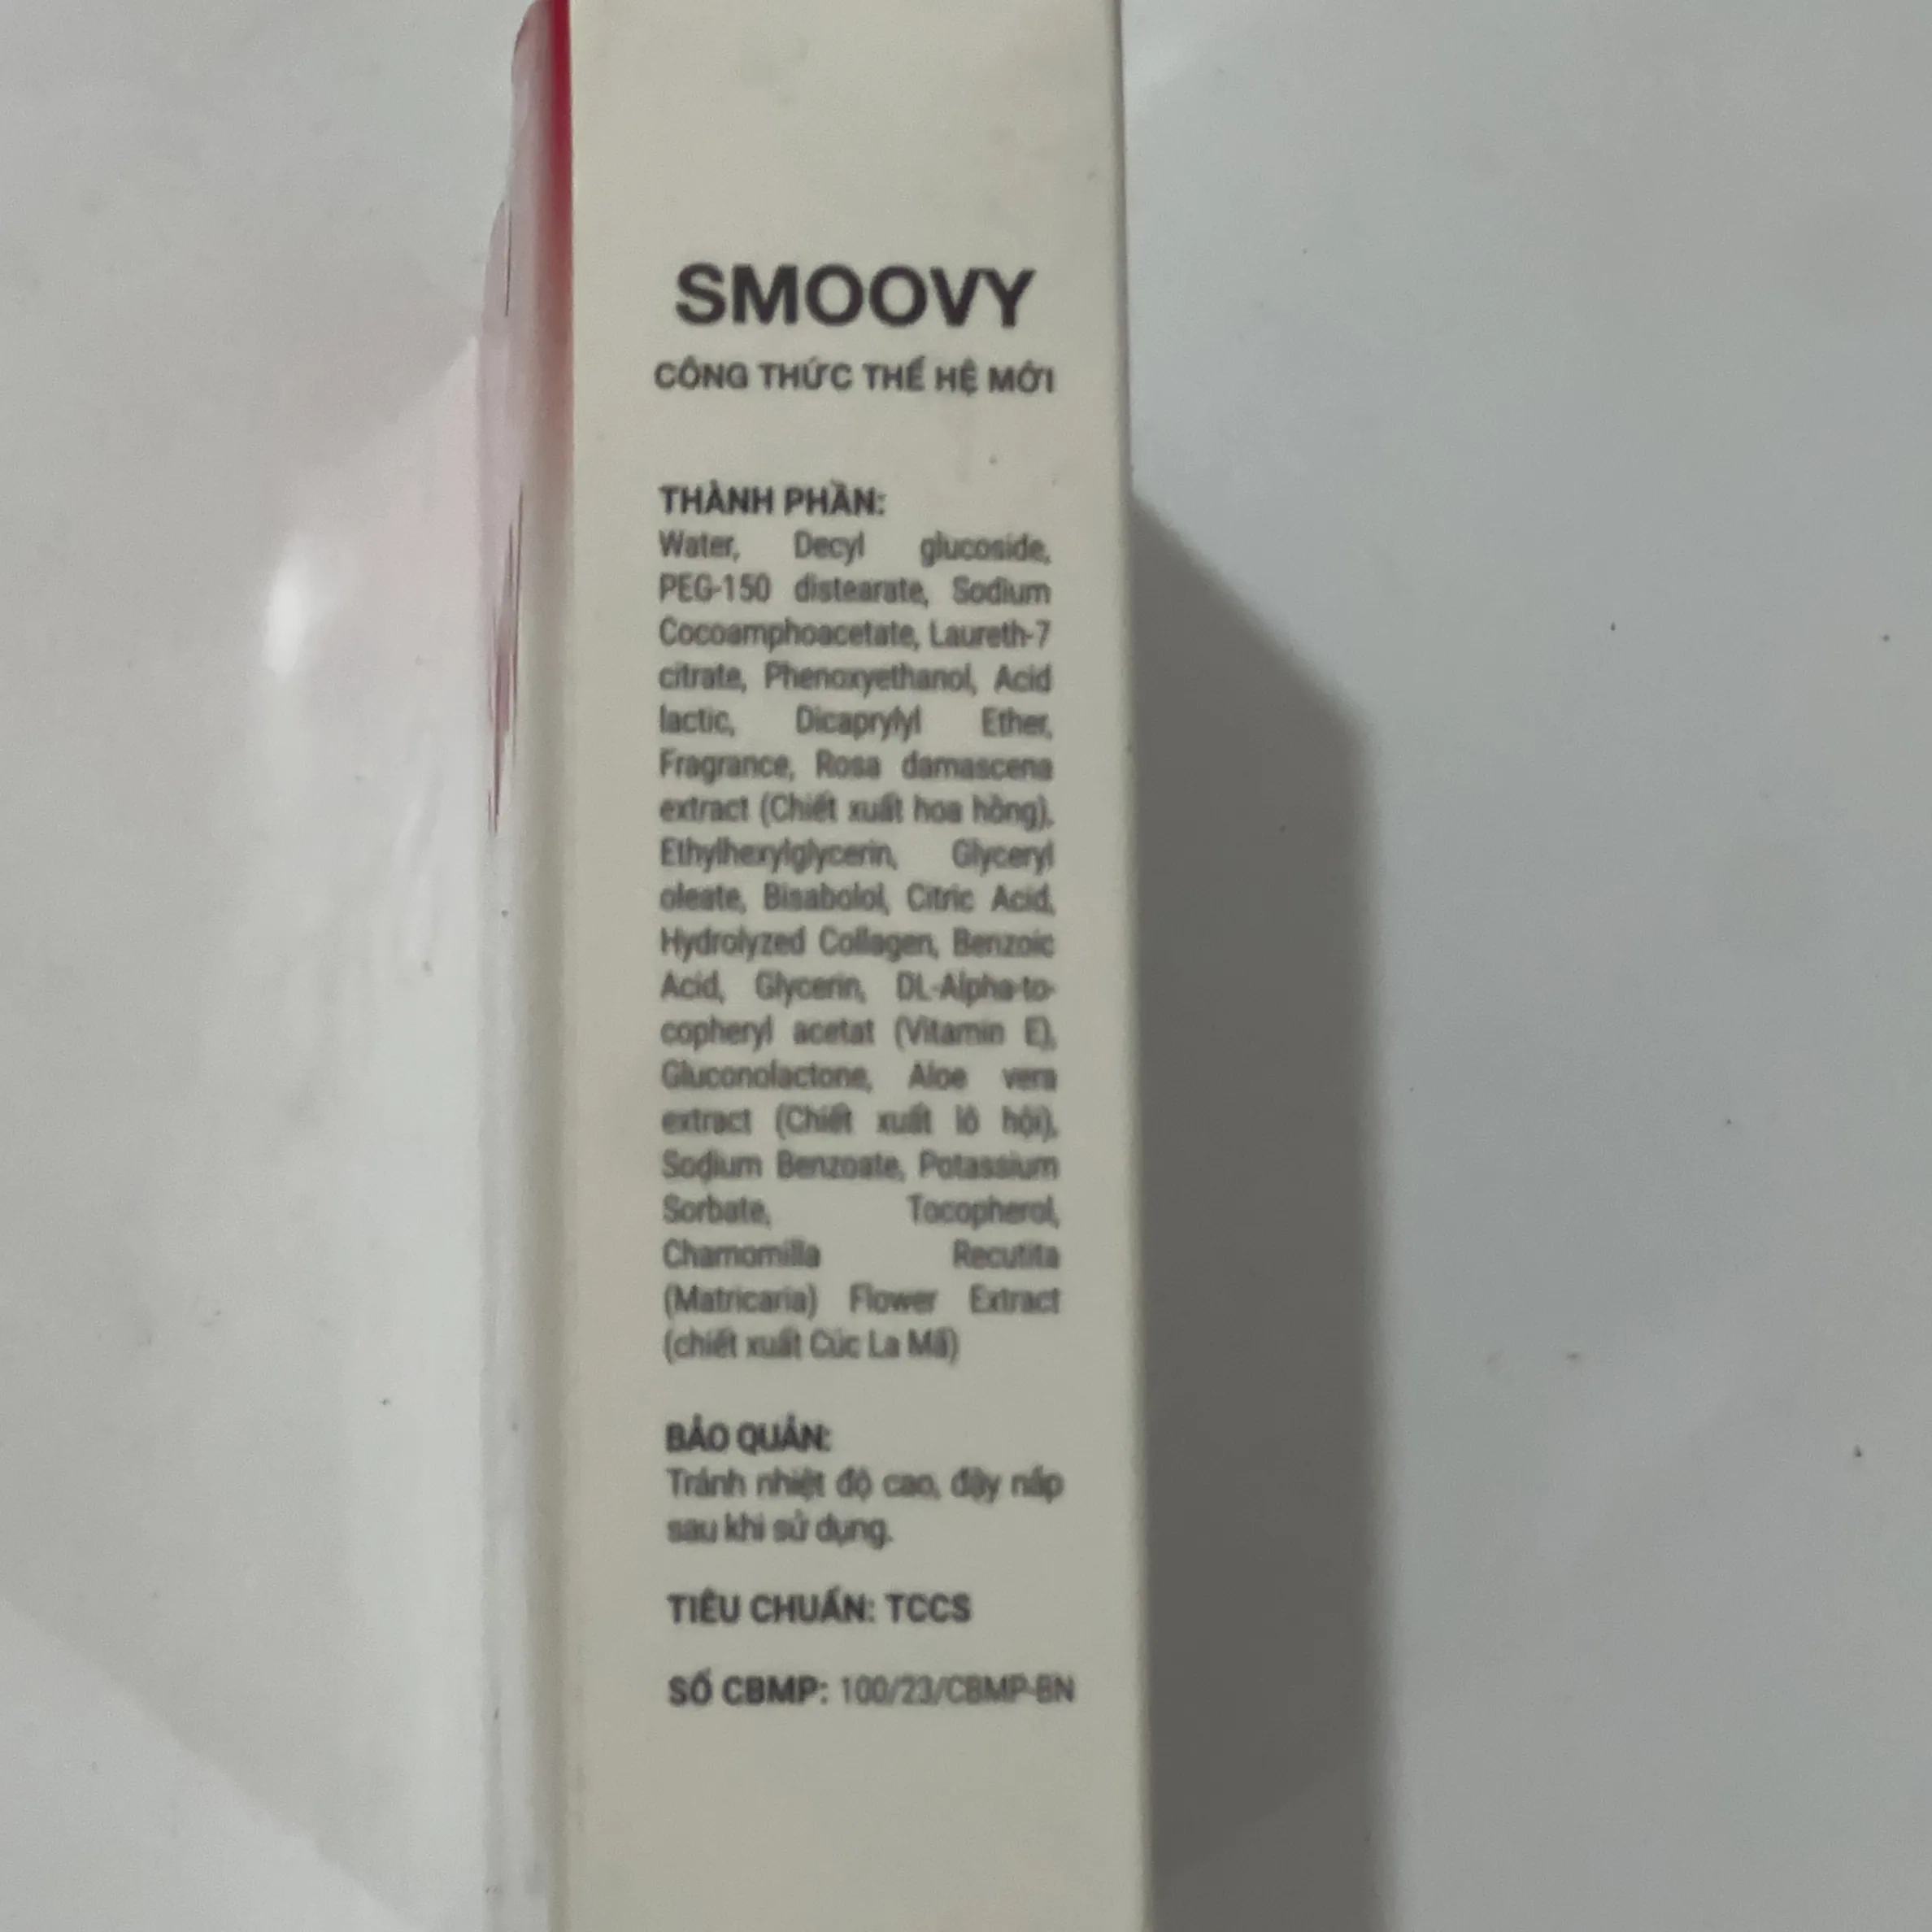 SMOOVY
CÔNG THỨC THẾ HỆ MỚI
THÀNH PHẦN:
Water, Decyl glucoside,
PEG-150 distearate, Sodium
Cocoamphoacetate, Laureth-7
citrate, Phenoxyethanol, Acid
lactic, Dicaprylyl Ether,
Fragrance, Rosa damascena
extract (Chiết xuất hoa hồng),
Ethylhexylglycerin, Glyceryl
oleate, Bisabolol, Citric Acid,
Hydrolyzed Collagen, Benzoic
Acid, Glycerin, DL-Alpha-to-
copheryl acetat (Vitamin E),
Gluconolactone, Aloe vera
extract (Chiết xuất lô hội),
Sodium Benzoate, Potassium
Sorbate, Tocopherol,
Chamomilla Recutita
(Matricaria) Flower Extract
(chiết xuất Cúc La Mã)
BẢO QUẢN:
Tránh nhiệt độ cao, đậy nắp
sau khi sử dụng.
TIÊU CHUẨN: TCCS
SỐ CBMP: 100/23/CBMP-BN